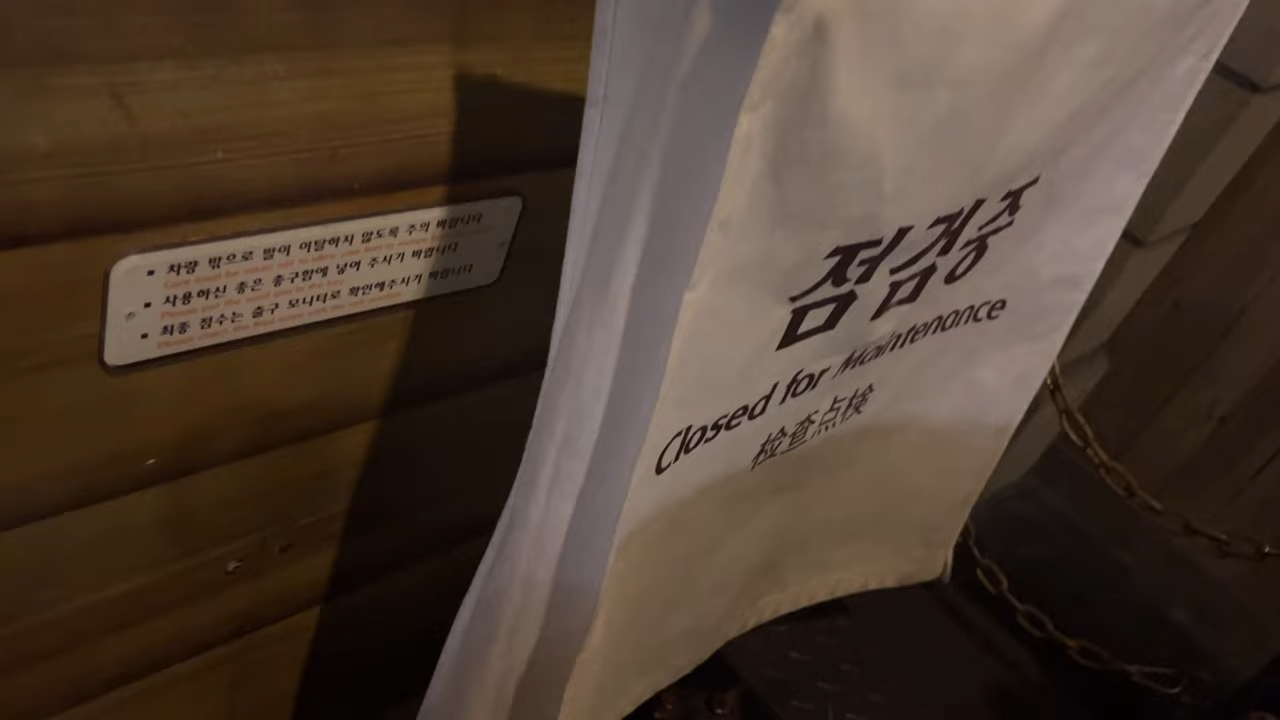 ▪ 차량 밖으로 발이 이탈하지 않도록 주의 바랍니다
▪ 사용하신 총은 총구함에 넣어 주시기 바랍니다
▪ 최종 점수는 출구 모니터로 확인해주시기 바랍니다
점검중
Closed for Maintenance
检查点検